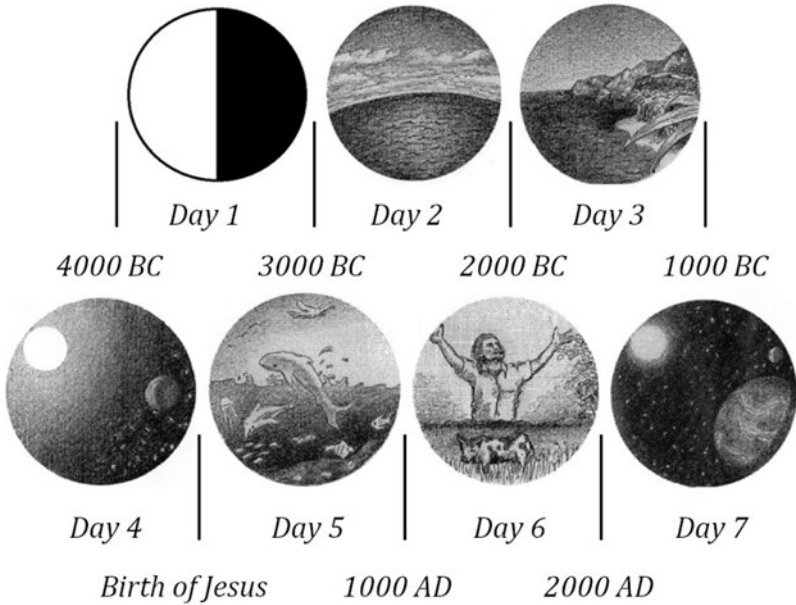 Day 1 Day 2 Day 3
4000 BC 3000 BC 2000 BC 1000 BC
Day 4 Day 5 Day 6 Day 7
Birth of Jesus 1000 AD 2000 AD